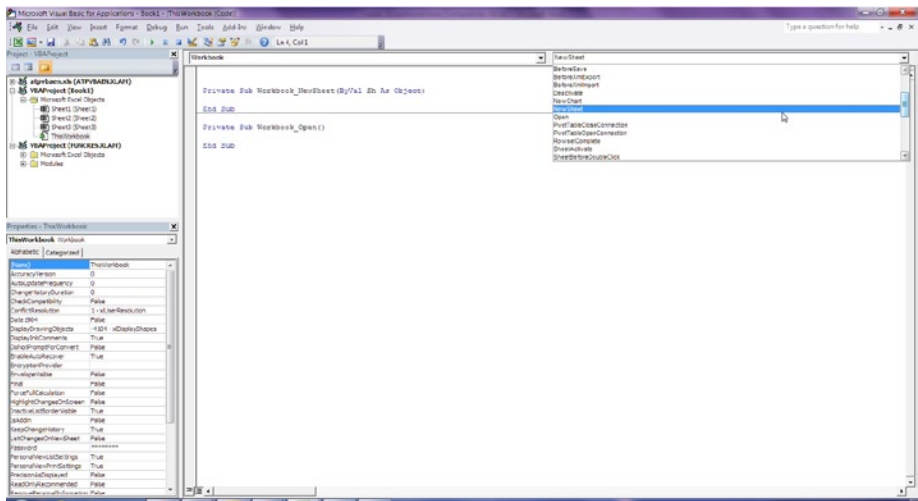 Microsoft Visual Basic for Applications - Book1 - [ThisWorkbook (Code)]
File Edit View Insert Format Debug Run Tools Add-Ins Window Help
Type a question for help
Ln 4, Col 1
Project - VBAProject
Workbook
NewSheet
atpvbaen.xls (ATPVBAEN.XLAM)
VBAProject (Book1)
Microsoft Excel Objects
Sheet1 (Sheet1)
Sheet2 (Sheet2)
Sheet3 (Sheet3)
ThisWorkbook
VBAProject (FUNCRES.XLAM)
Microsoft Excel Objects
Modules
Private Sub Workbook_NewSheet(ByVal Sh As Object)
End Sub
Private Sub Workbook_Open()
End Sub
BeforeSave
BeforeXmlExport
BeforeXmlImport
Deactivate
NewChart
NewSheet
Open
PivotTableCloseConnection
PivotTableOpenConnection
RowsetComplete
SheetActivate
SheetBeforeDoubleClick
Properties - ThisWorkbook
ThisWorkbook Workbook
Alphabetic Categorized
(Name) ThisWorkbook
AccuracyVersion 0
AutoUpdateFrequency 0
ChangeHistoryDuration 0
CheckCompatibility False
ConflictResolution 1 - xlUserResolution
Date1904 False
DisplayDrawingObjects -4104 - xlDisplayShapes
DisplayInkComments True
DoNotPromptForConvert False
EnableAutoRecover True
EncryptionProvider
EnvelopeVisible False
Final False
ForceFullCalculation False
HighlightChangesOnScreen False
InactiveListBorderVisible True
IsAddin False
KeepChangeHistory True
ListChangesOnNewSheet False
Password ********
PersonalViewListSettings True
PersonalViewPrintSettings True
PrecisionAsDisplayed False
ReadOnlyRecommended False
RemovePersonalInformation False